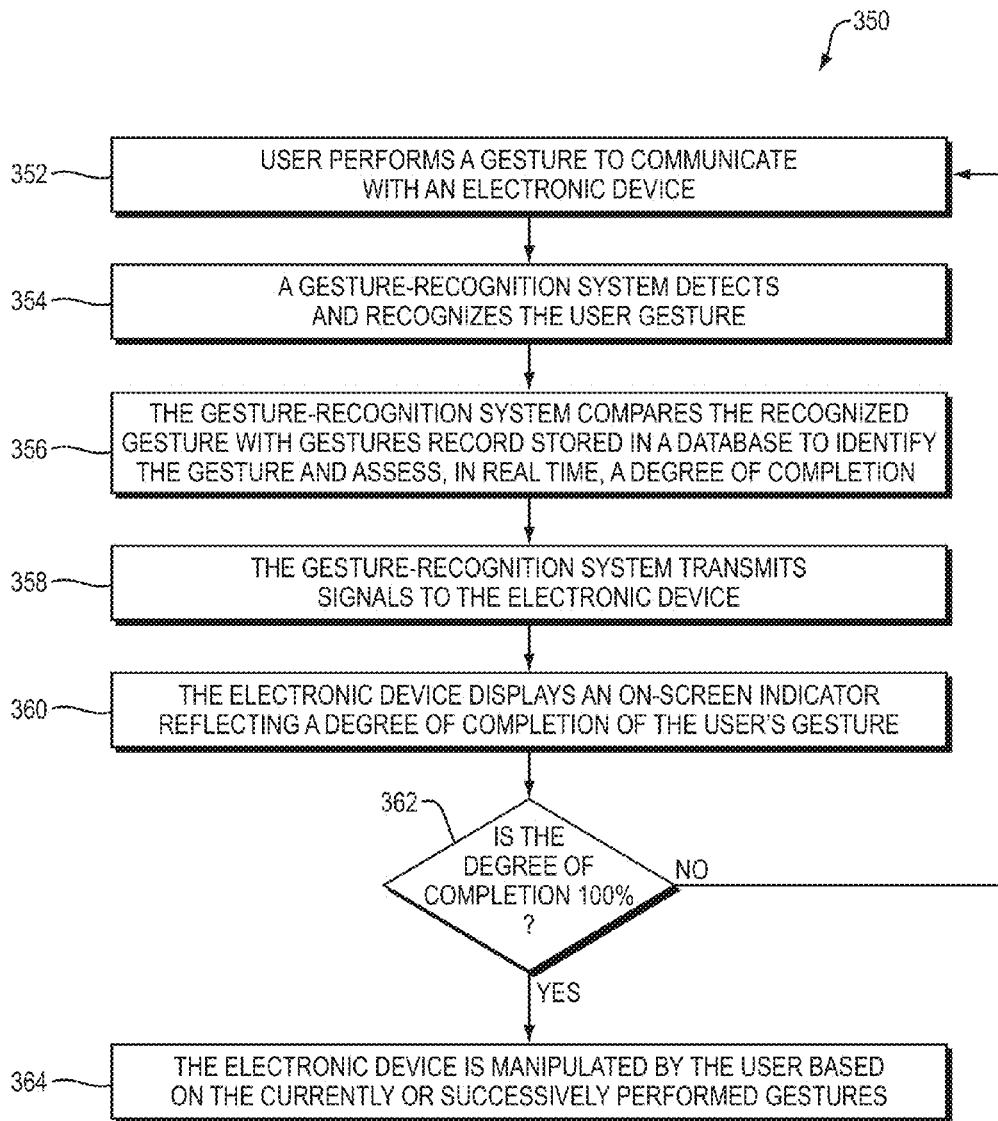 350
352
USER PERFORMS A GESTURE TO COMMUNICATE
WITH AN ELECTRONIC DEVICE
354
A GESTURE-RECOGNITION SYSTEM DETECTS
AND RECOGNIZES THE USER GESTURE
356
THE GESTURE-RECOGNITION SYSTEM COMPARES THE RECOGNIZED
GESTURE WITH GESTURES RECORD STORED IN A DATABASE TO IDENTIFY
THE GESTURE AND ASSESS, IN REAL TIME, A DEGREE OF COMPLETION
358
THE GESTURE-RECOGNITION SYSTEM TRANSMITS
SIGNALS TO THE ELECTRONIC DEVICE
360
THE ELECTRONIC DEVICE DISPLAYS AN ON-SCREEN INDICATOR
REFLECTING A DEGREE OF COMPLETION OF THE USER'S GESTURE
362
IS THE
DEGREE OF
COMPLETION 100%
?
NO
YES
364
THE ELECTRONIC DEVICE IS MANIPULATED BY THE USER BASED
ON THE CURRENTLY OR SUCCESSIVELY PERFORMED GESTURES